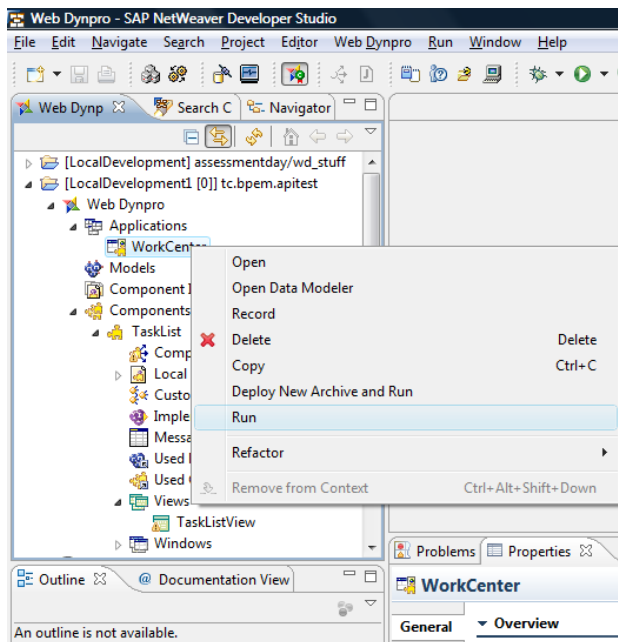 Web Dynpro - SAP NetWeaver Developer Studio
File Edit Navigate Search Project Editor Web Dynpro Run Window Help
Web Dynp Search C Navigator
[LocalDevelopment] assessmentday/wd_stuff
[LocalDevelopment1 [0]] tc.bpem.apitest
Web Dynpro
Applications
WorkCenter
Models
Component I
Components
TaskList
Comp
Local
Custo
Imple
Messa
Used
Used
Views
TaskListView
Windows
Open
Open Data Modeler
Record
Delete Delete
Copy Ctrl+C
Deploy New Archive and Run
Run
Refactor
Remove from Context Ctrl+Alt+Shift+Down
Outline @ Documentation View
An outline is not available.
Problems Properties
WorkCenter
General Overview